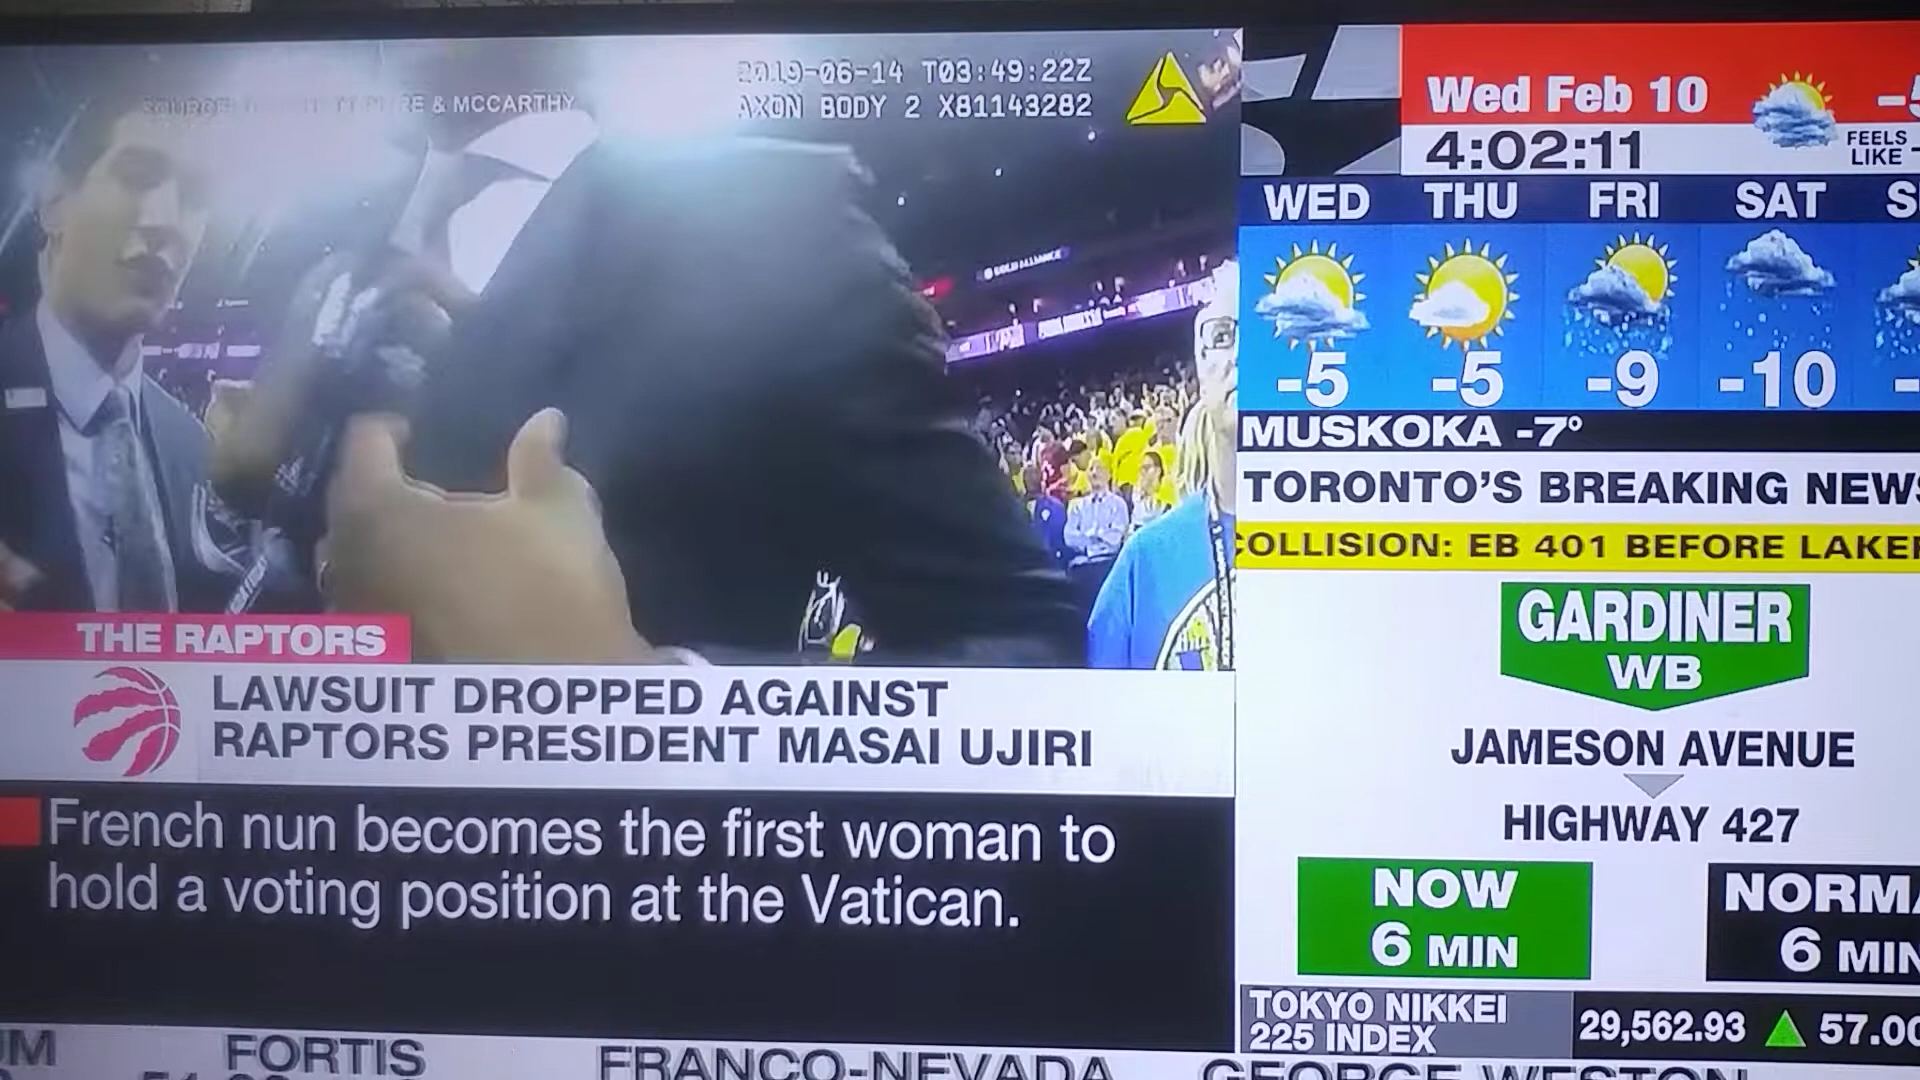 2019-06-14 T03:49:22Z
AXON BODY 2 X81143282
& MCCARTHY
THE RAPTORS
LAWSUIT DROPPED AGAINST
RAPTORS PRESIDENT MASAI UJIRI
French nun becomes the first woman to
hold a voting position at the Vatican.
FORTIS
FRANCO-NEVADA
GEORGE WESTON
Wed Feb 10
4:02:11
FEELS
LIKE
WED THU FRI SAT
-5 -5 -9 -10
MUSKOKA -7°
TORONTO'S BREAKING NEWS
COLLISION: EB 401 BEFORE
GARDINER
WB
JAMESON AVENUE
HIGHWAY 427
NOW
6 MIN
6 MIN
TOKYO NIKKEI
225 INDEX
29,562.93 57.00